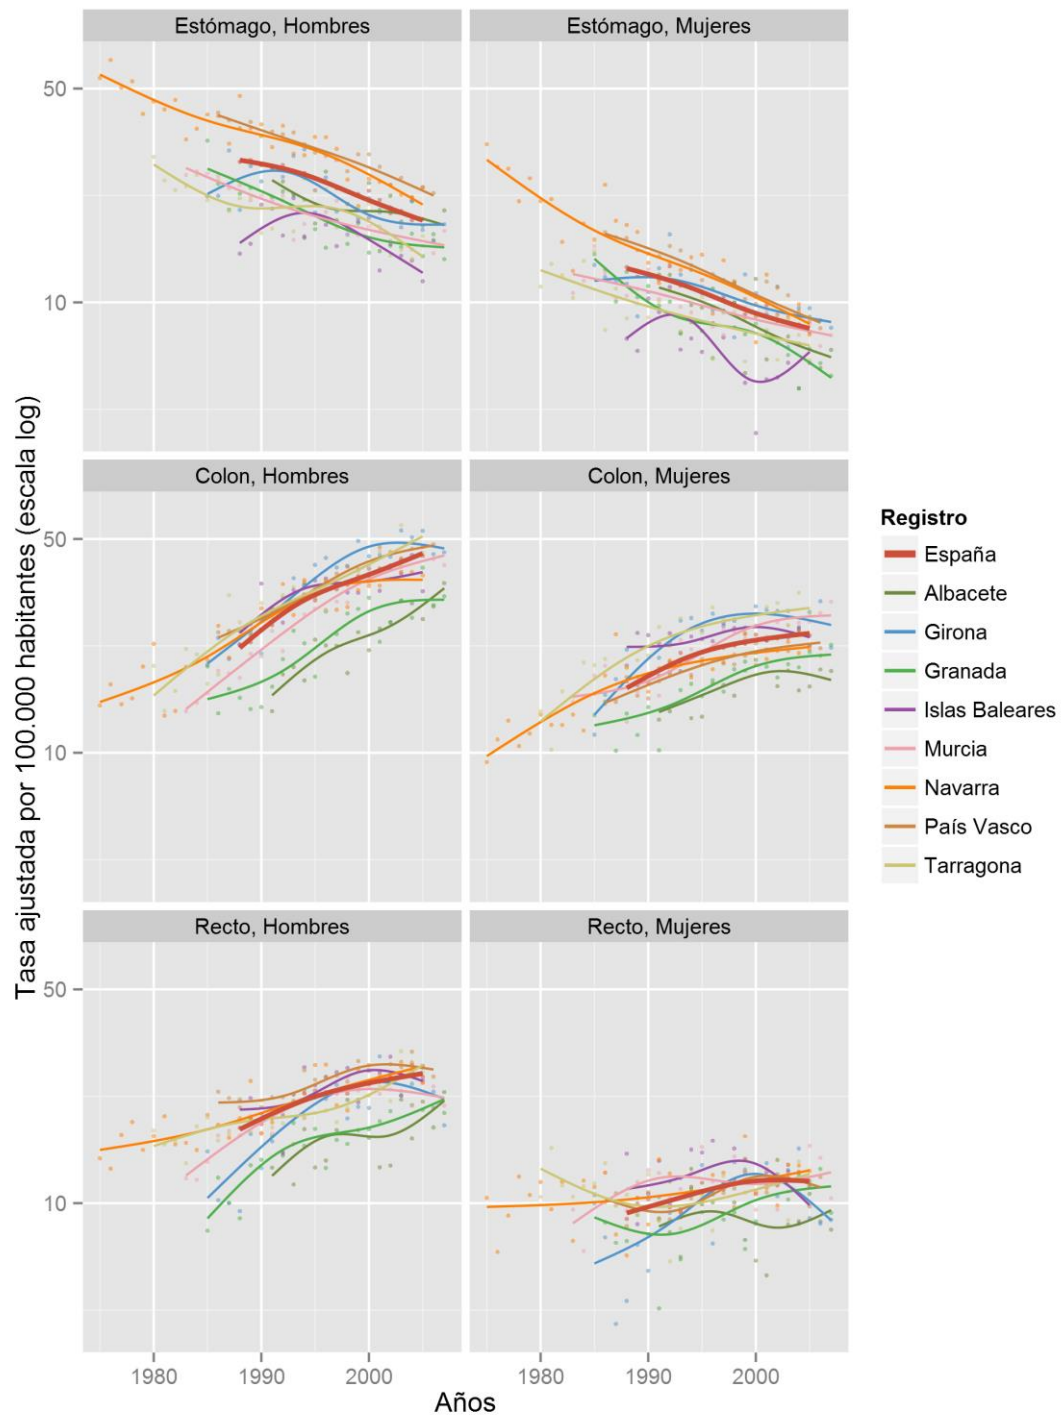 Estómago, Hombres
Estómago, Mujeres
50
10
Colon, Hombres
Colon, Mujeres
50
10
Recto, Hombres
Recto, Mujeres
50
10
1980
1990
2000
1980
1990
2000
Años
Tasa ajustada por 100.000 habitantes (escala log)
Registro
España
Albacete
Girona
Granada
Islas Baleares
Murcia
Navarra
País Vasco
Tarragona